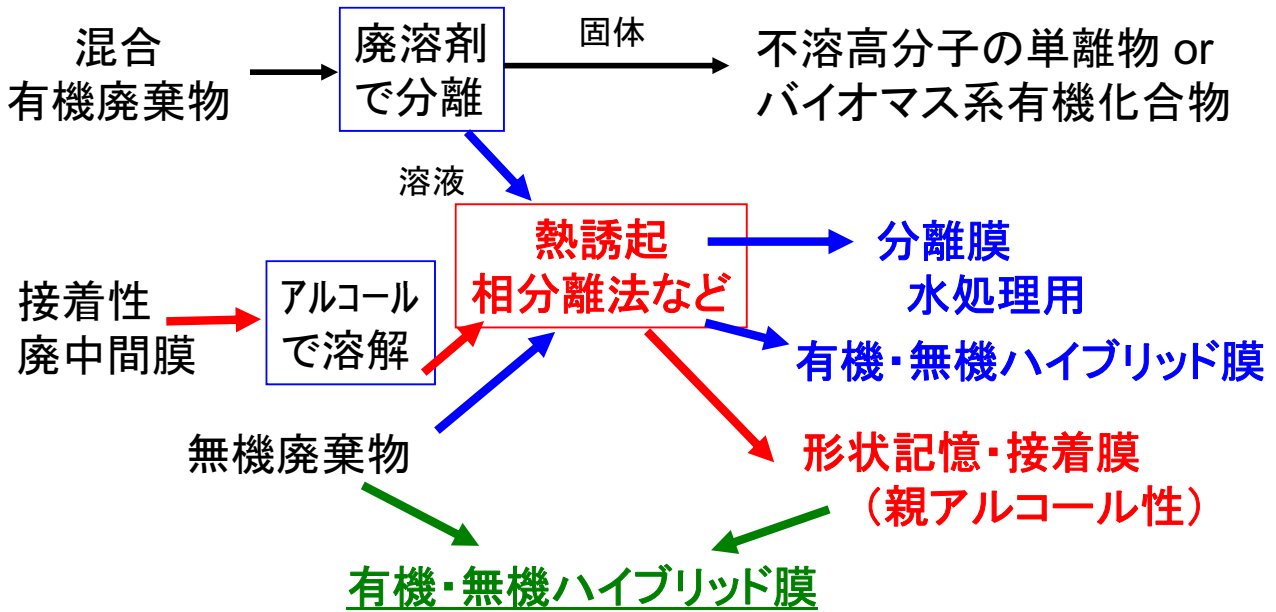 混合
有機廃棄物
廃溶剤
で分離
固体
不溶高分子の単離物 or
バイオマス系有機化合物
溶液
熱誘起
相分離法など
分離膜
水処理用
接着性
廃中間膜
アルコール
で溶解
有機・無機ハイブリッド膜
無機廃棄物
形状記憶・接着膜
（親アルコール性）
有機・無機ハイブリッド膜